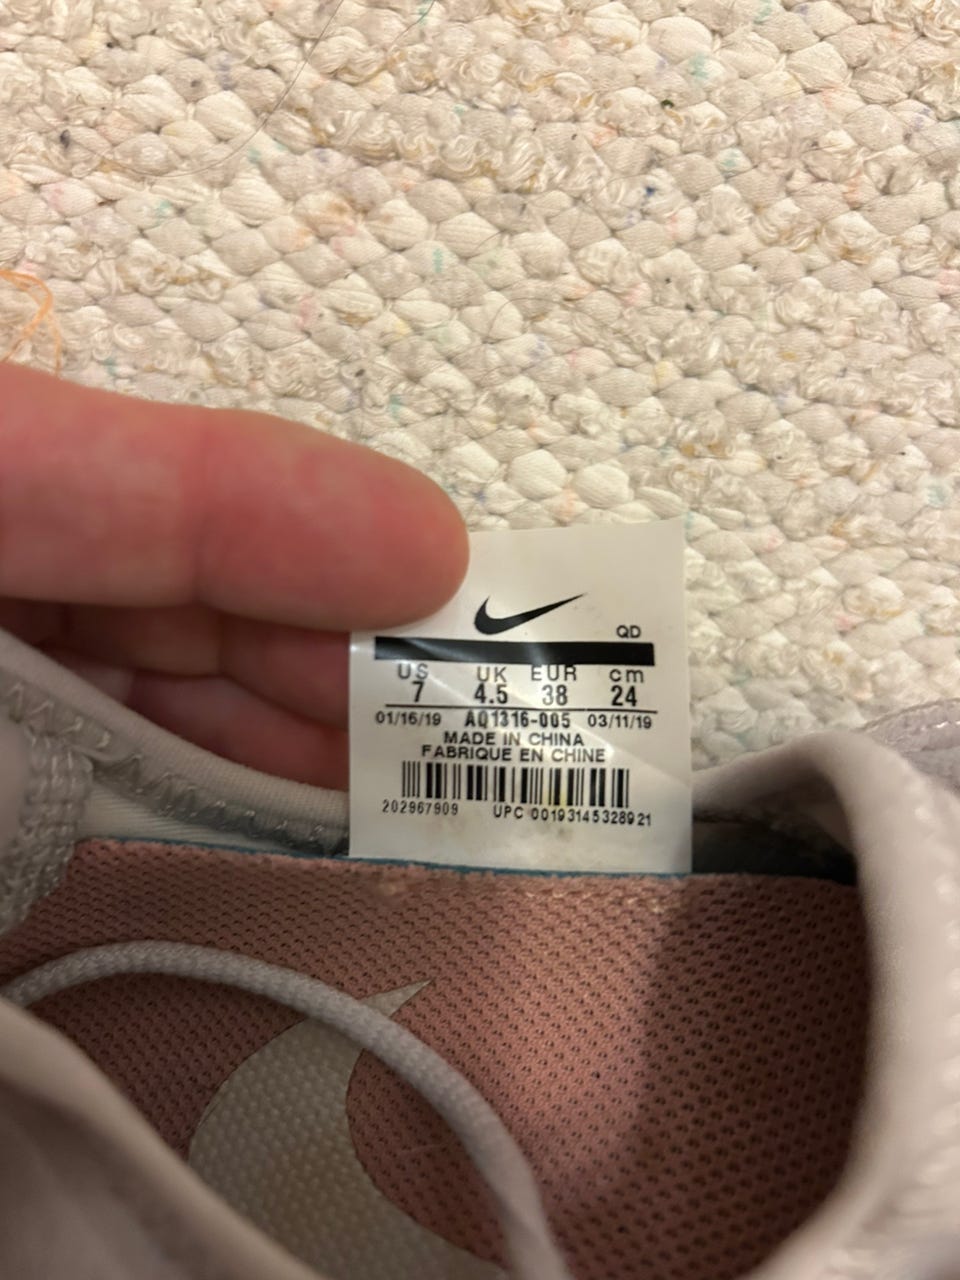 QD
US UK EUR cm
7 4.5 38 24
01/16/19 AQ1316-005 03/11/19
MADE IN CHINA
FABRIQUE EN CHINE
202967909 UPC 00193145328921